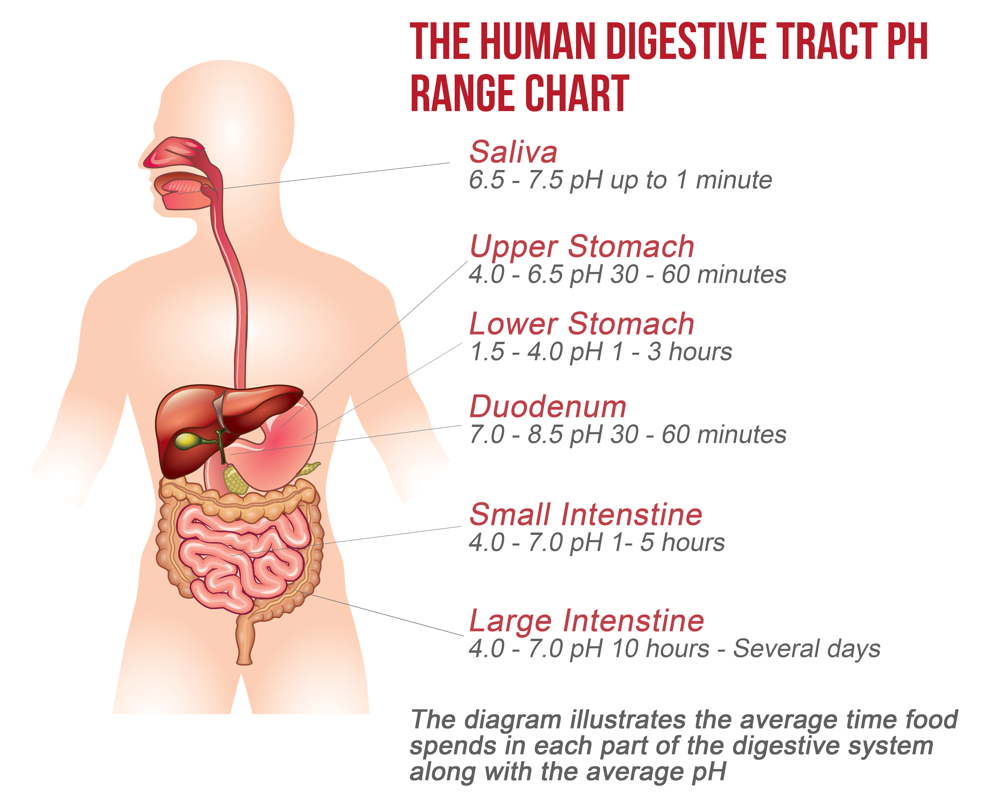 THE HUMAN DIGESTIVE TRACT PH
RANGE CHART
Saliva
6.5 - 7.5 pH up to 1 minute
Upper Stomach
4.0 - 6.5 pH 30 - 60 minutes
Lower Stomach
1.5 - 4.0 pH 1 - 3 hours
Duodenum
7.0 - 8.5 pH 30 - 60 minutes
Small Intenstine
4.0 - 7.0 pH 1- 5 hours
Large Intenstine
4.0 - 7.0 pH 10 hours - Several days
The diagram illustrates the average time food
spends in each part of the digestive system
along with the average pH